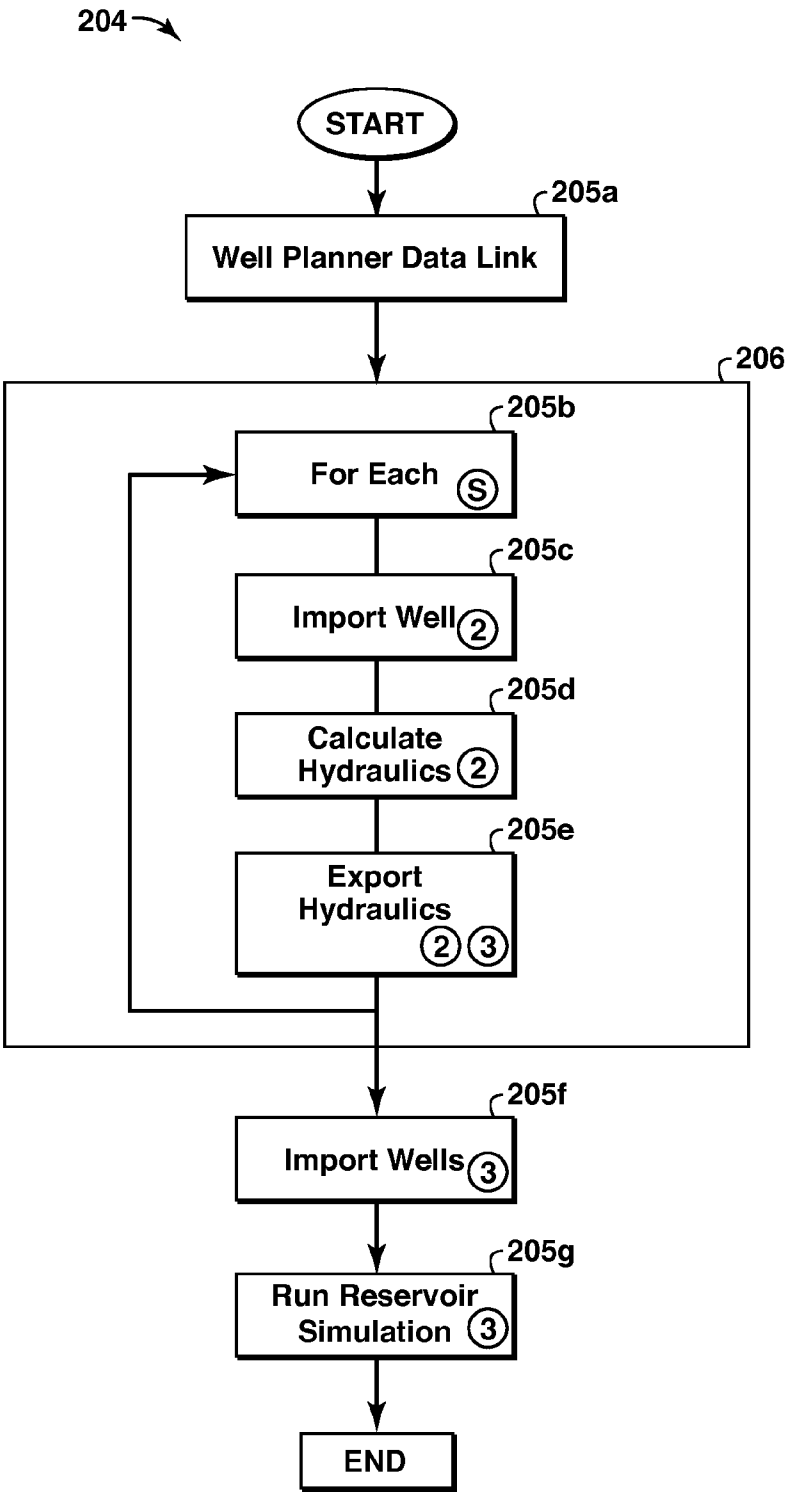 204
START
205a
Well Planner Data Link
206
205b
For Each
S
205c
Import Well
2
205d
Calculate
Hydraulics
2
205e
Export
Hydraulics
2 3
205f
Import Wells
3
205g
Run Reservoir
Simulation
3
END